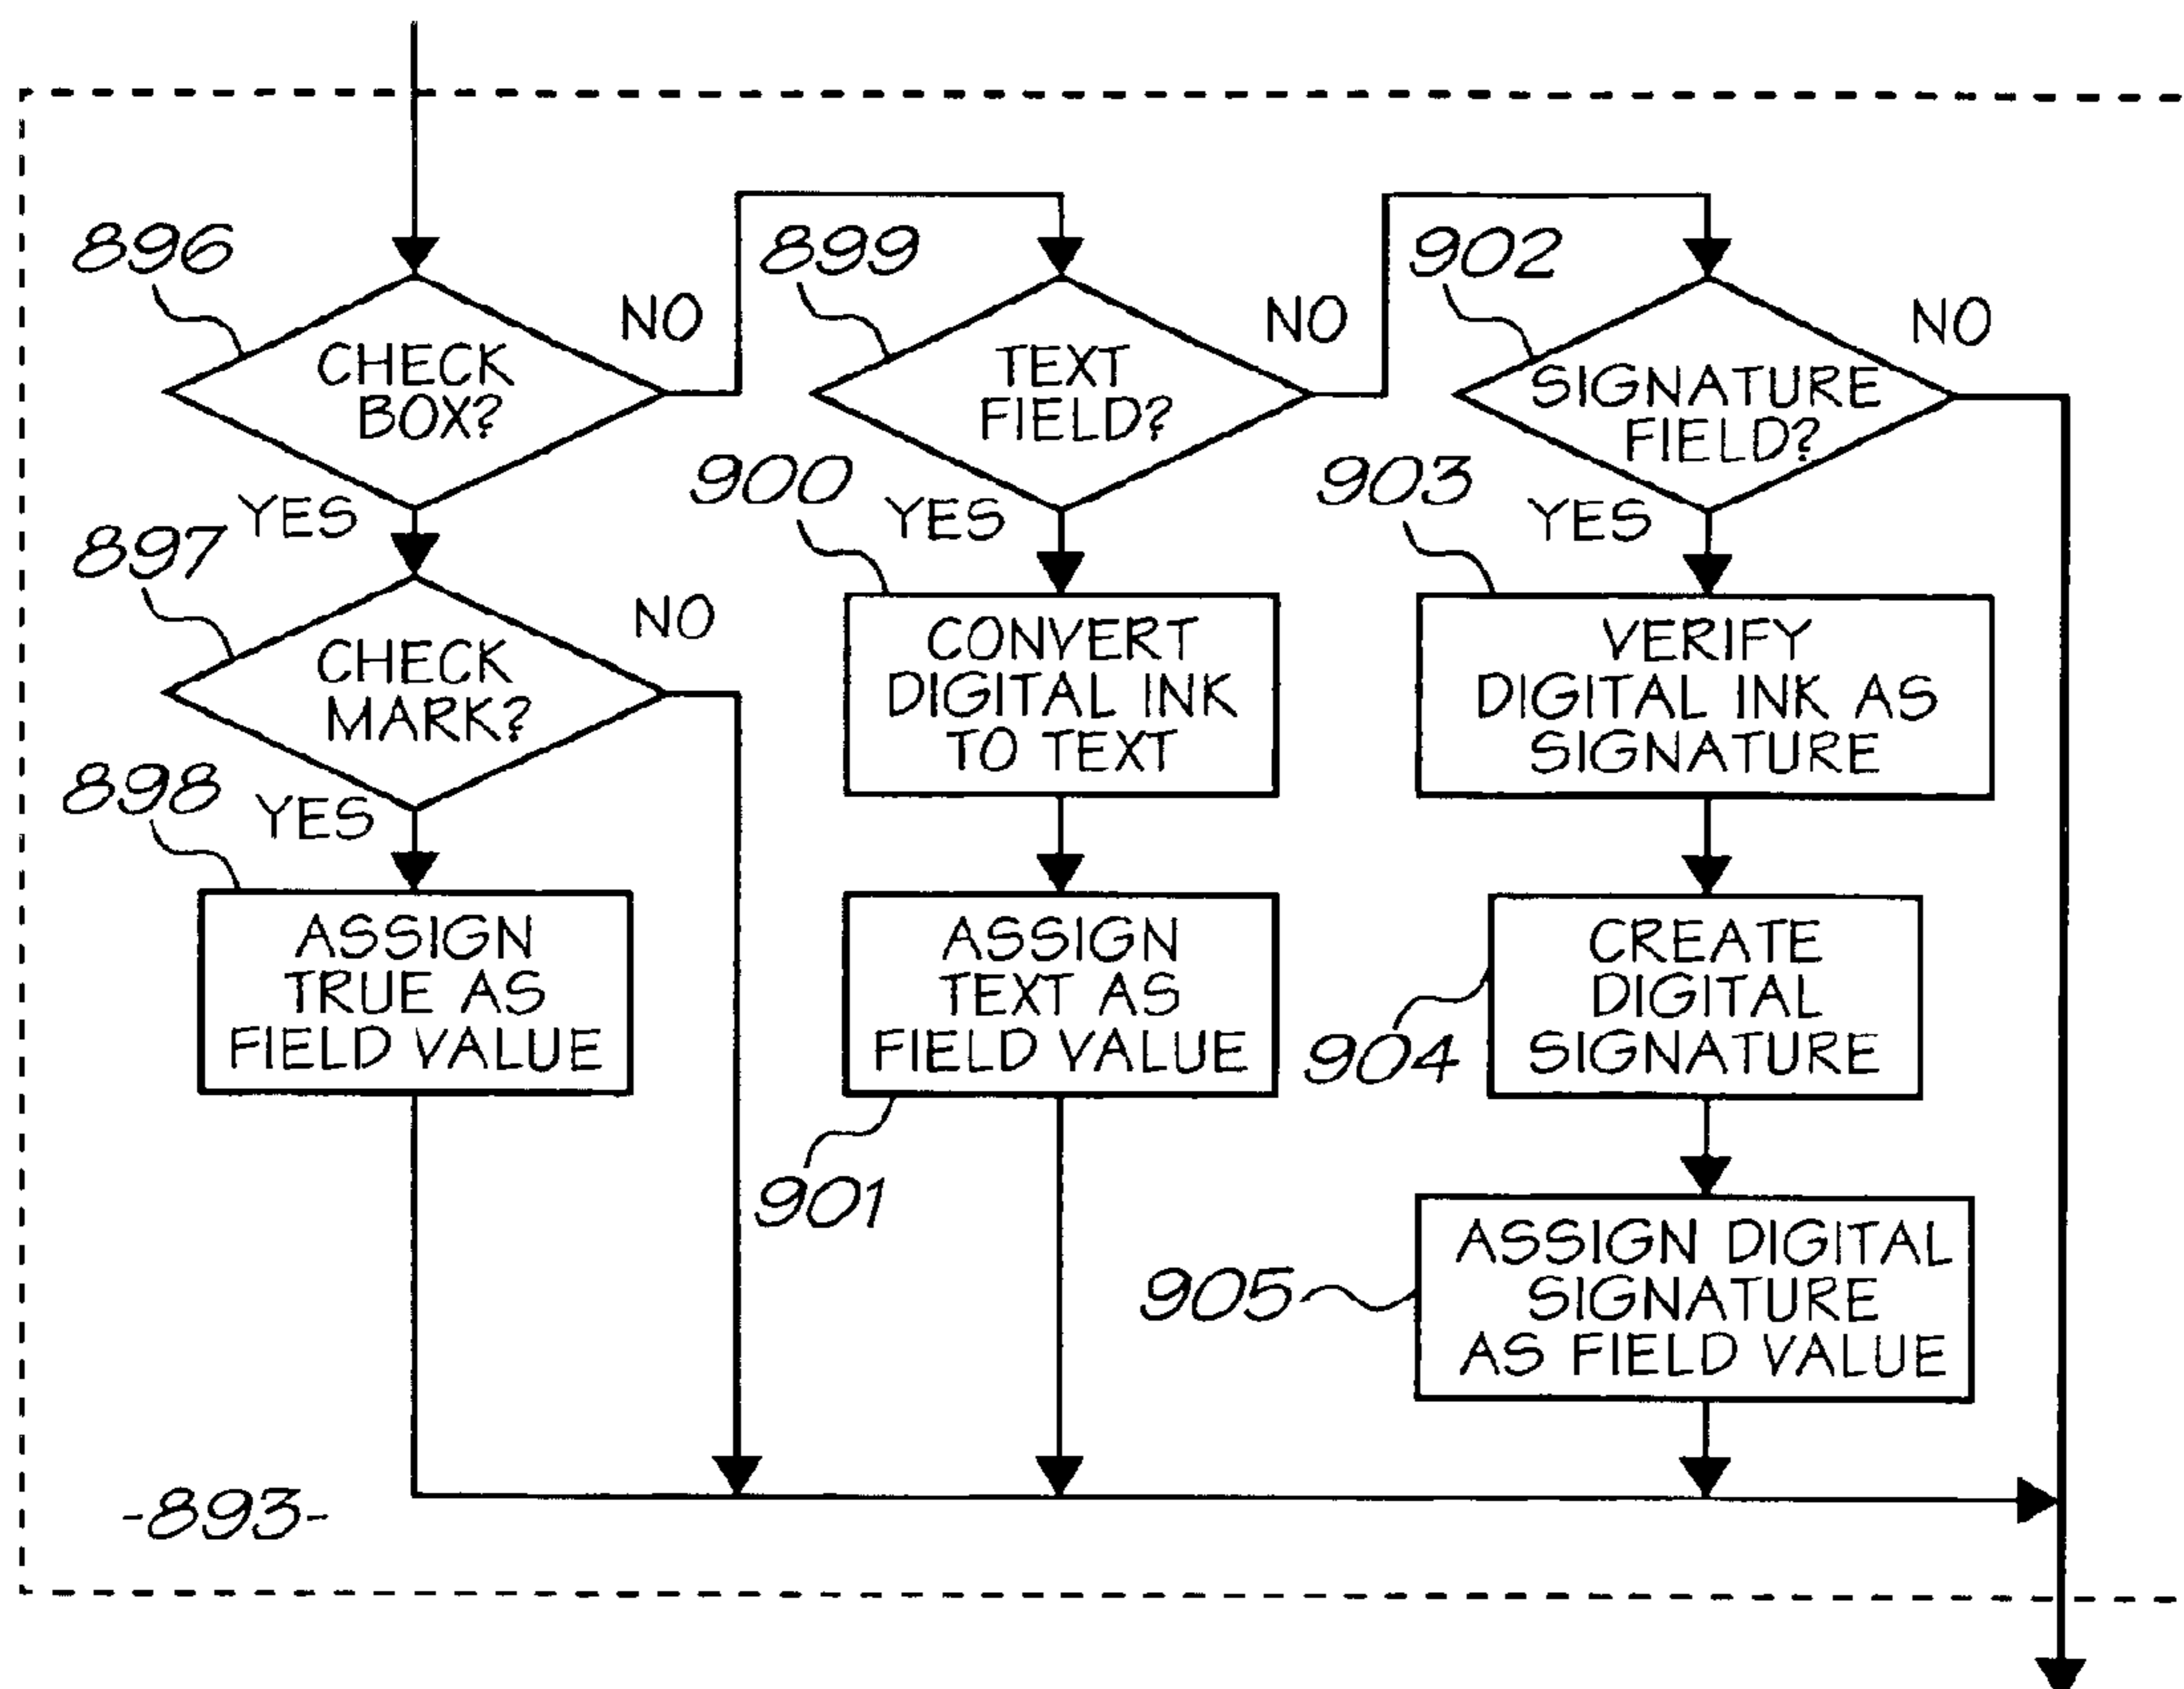 896
CHECK
BOX?
NO
YES
897
CHECK
MARK?
NO
YES
898
ASSIGN
TRUE AS
FIELD VALUE
899
TEXT
FIELD?
NO
YES
900
CONVERT
DIGITAL INK
TO TEXT
ASSIGN
TEXT AS
FIELD VALUE
901
902
SIGNATURE
FIELD?
NO
YES
903
VERIFY
DIGITAL INK AS
SIGNATURE
CREATE
DIGITAL
SIGNATURE
904
ASSIGN DIGITAL
SIGNATURE
AS FIELD VALUE
905
-893-